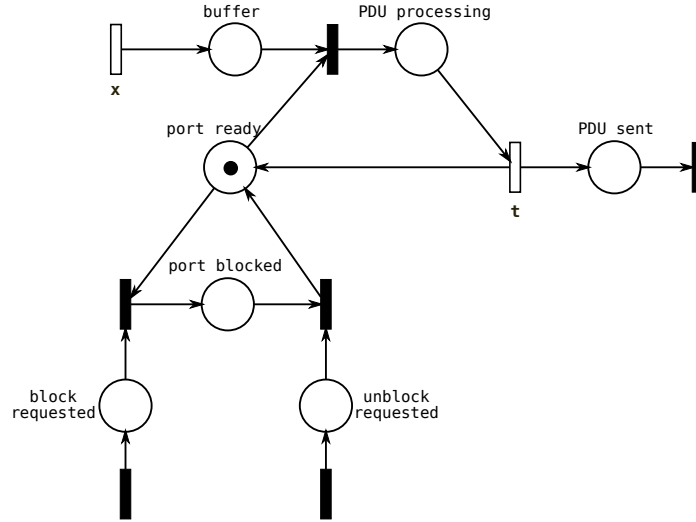 buffer
PDU processing
x
port ready
PDU sent
t
port blocked
block
requested
unblock
requested